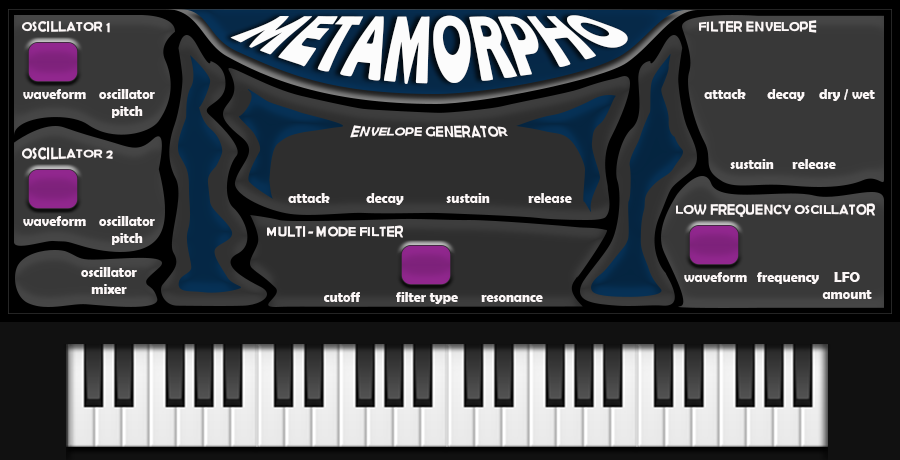 METAMORPHO
OSCILLATOR 1
waveform oscillator
pitch
OSCILLATOR 2
waveform oscillator
pitch
oscillator
mixer
ENVELOPE GENERATOR
attack decay sustain release
MULTI - MODE FILTER
cutoff filter type resonance
FILTER ENVELOPE
attack decay dry / wet
sustain release
LOW FREQUENCY OSCILLATOR
waveform frequency LFO
amount